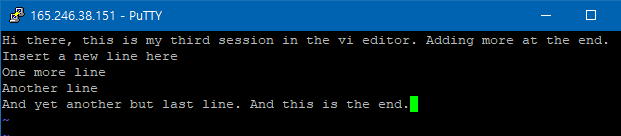 165.246.38.151 - PuTTY
Hi there, this is my third session in the vi editor. Adding more at the end.
Insert a new line here
One more line
Another line
And yet another but last line. And this is the end.
~
~